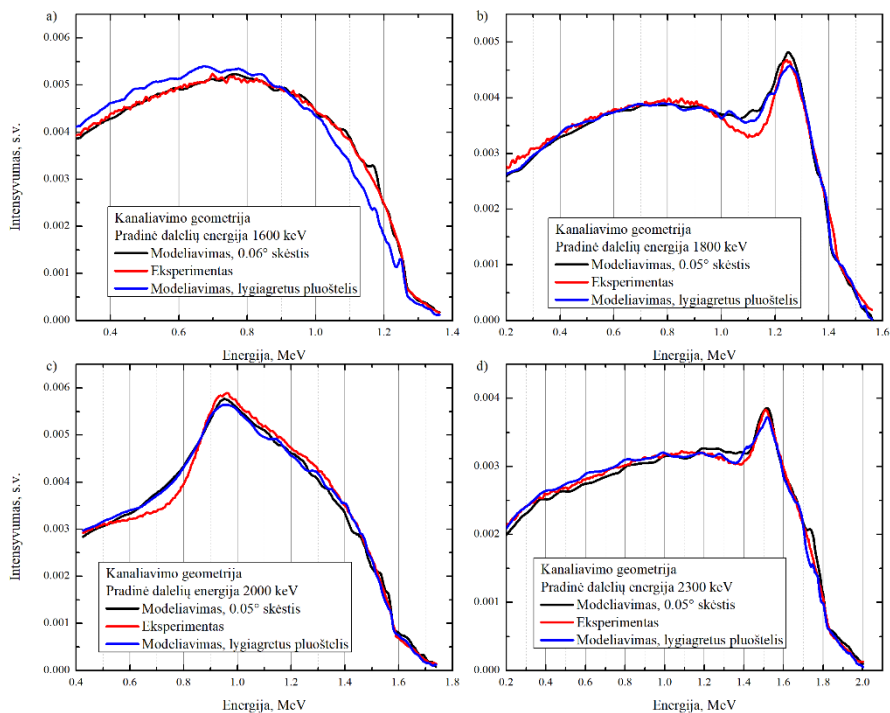 a)
0.006
0.005
0.004
0.003
0.002
0.001
0.000
Intensyvumas, s.v.
Kanaliavimo geometrija
Pradinė dalelių energija 1600 keV
Modeliavimas, 0.06° skėstis
Eksperimentas
Modeliavimas, lygiagretus pluoštelis
0.4 0.6 0.8 1.0 1.2 1.4
Energija, MeV
b)
0.005
0.004
0.003
0.002
0.001
0.000
Kanaliavimo geometrija
Pradinė dalelių energija 1800 keV
Modeliavimas, 0.05° skėstis
Eksperimentas
Modeliavimas, lygiagretus pluoštelis
0.2 0.4 0.6 0.8 1.0 1.2 1.4 1.6
Energija, MeV
c)
0.006
0.005
0.004
0.003
0.002
0.001
0.000
Intensyvumas, s.v.
Kanaliavimo geometrija
Pradinė dalelių energija 2000 keV
Modeliavimas, 0.05° skėstis
Eksperimentas
Modeliavimas, lygiagretus pluoštelis
0.4 0.6 0.8 1.0 1.2 1.4 1.6 1.8
Energija, MeV
d)
0.004
0.003
0.002
0.001
0.000
Kanaliavimo geometrija
Pradinė dalelių energija 2300 keV
Modeliavimas, 0.05° skėstis
Eksperimentas
Modeliavimas, lygiagretus pluoštelis
0.2 0.4 0.6 0.8 1.0 1.2 1.4 1.6 1.8 2.0
Energija, MeV